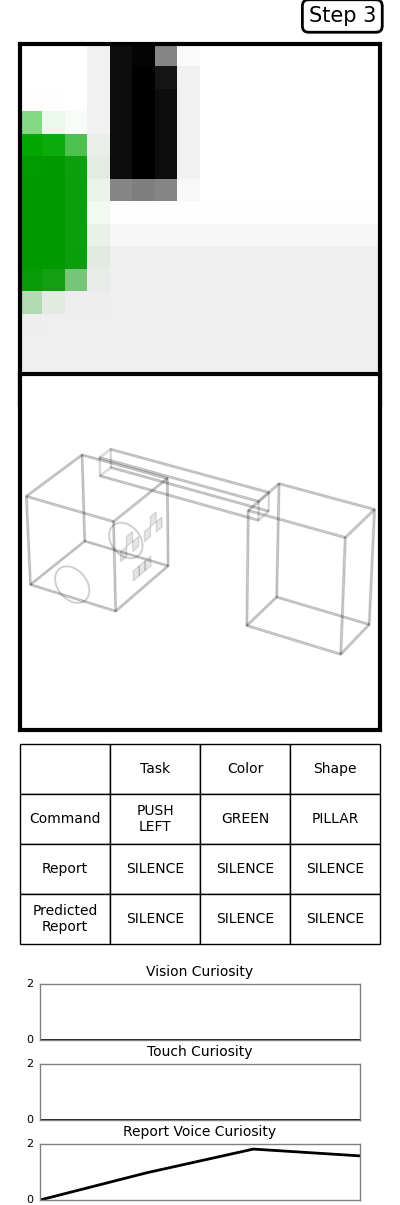 Step 3
Task Color Shape
Command PUSH LEFT GREEN PILLAR
Report SILENCE SILENCE SILENCE
Predicted Report SILENCE SILENCE SILENCE
Vision Curiosity
2
0
Touch Curiosity
2
0
Report Voice Curiosity
2
0